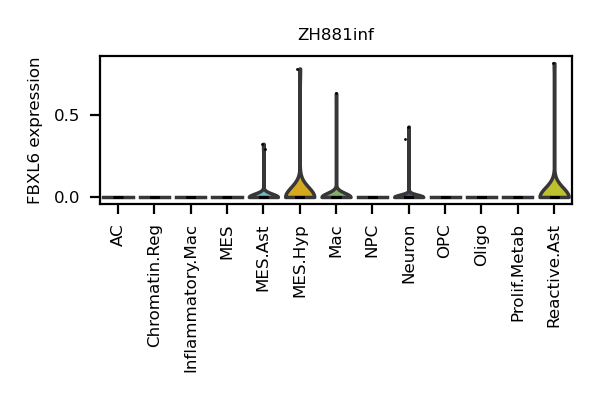 ZH881inf
FBXL6 expression
0.5
0.0
AC
Chromatin.Reg
Inflammatory.Mac
MES
MES.Ast
MES.Hyp
Mac
NPC
Neuron
OPC
Oligo
Prolif.Metab
Reactive.Ast